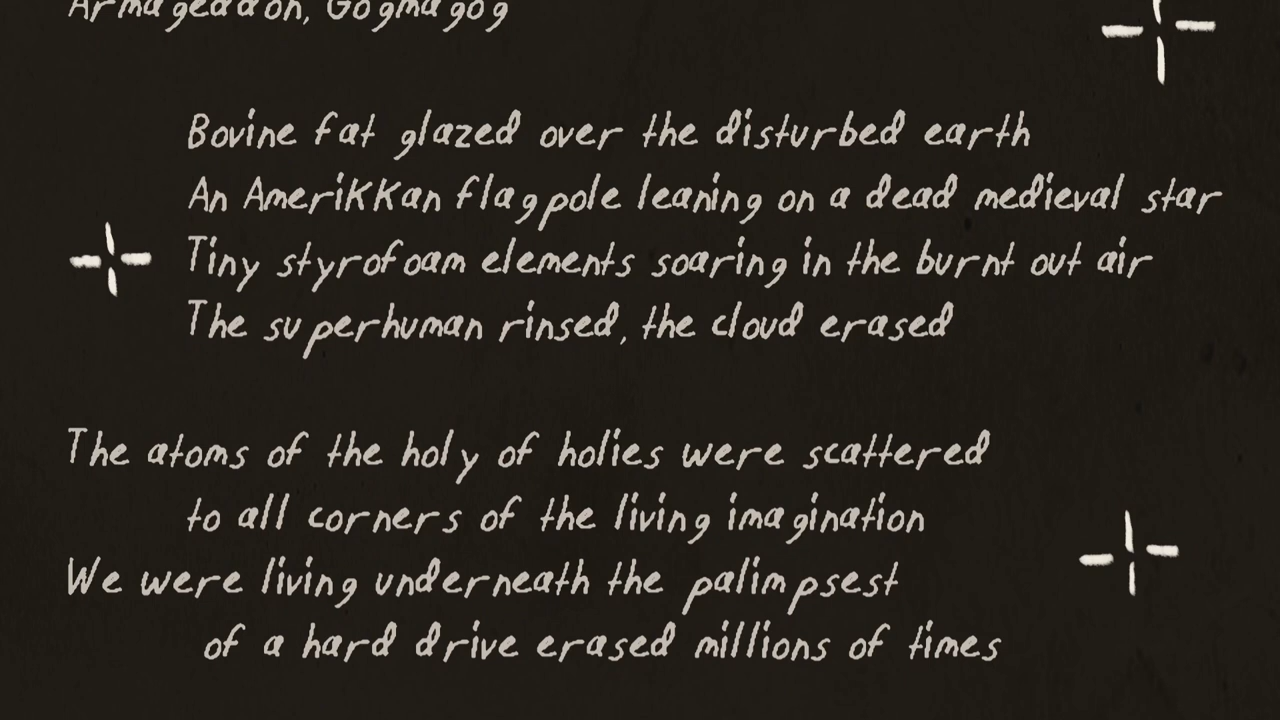 Armageddon, Gogmagog
Bovine fat glazed over the disturbed earth
An AmeriKKKan flagpole leaning on a dead medieval star
Tiny styrofoam elements soaring in the burnt out air
The superhuman rinsed, the cloud erased
The atoms of the holy of holies were scattered
to all corners of the living imagination
We were living underneath the palimpsest
of a hard drive erased millions of times